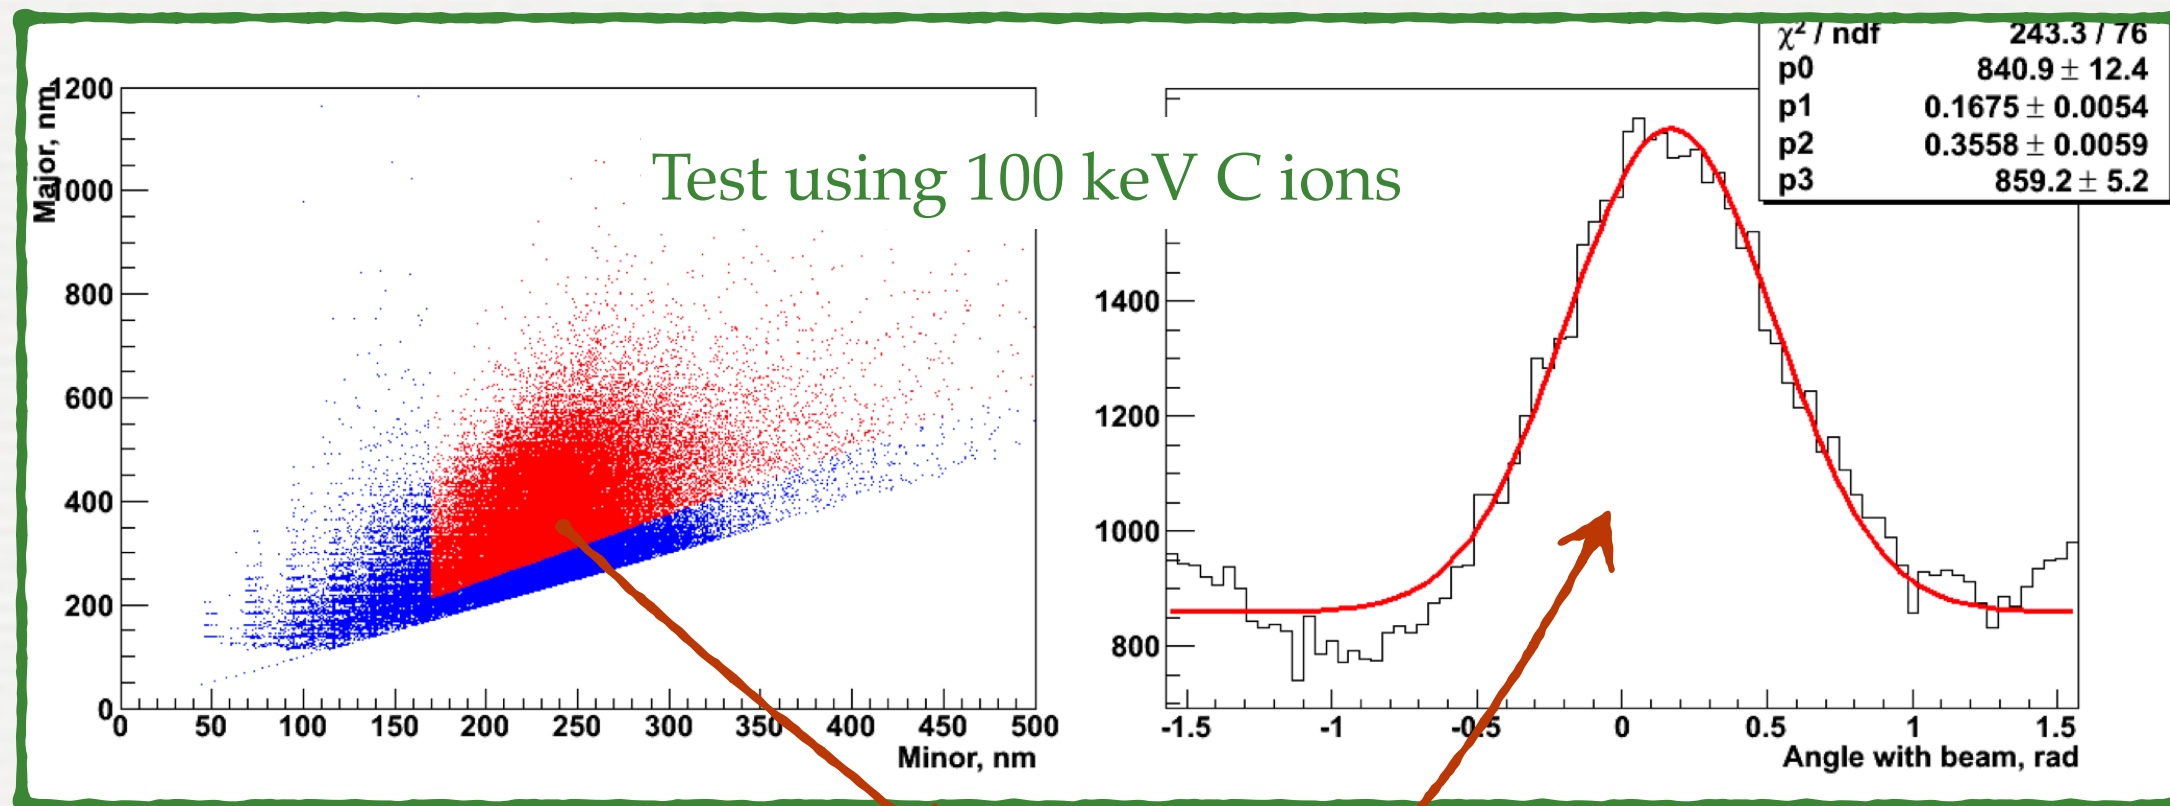 Test using 100 keV C ions
Major, nm
1200
1000
800
600
400
200
0
0 50 100 150 200 250 300 350 400 450 500
Minor, nm
χ² / ndf 243.3 / 76
p0 840.9 ± 12.4
p1 0.1675 ± 0.0054
p2 0.3558 ± 0.0059
p3 859.2 ± 5.2
1400
1200
1000
800
-1.5 -1 -0.5 0 0.5 1 1.5
Angle with beam, rad